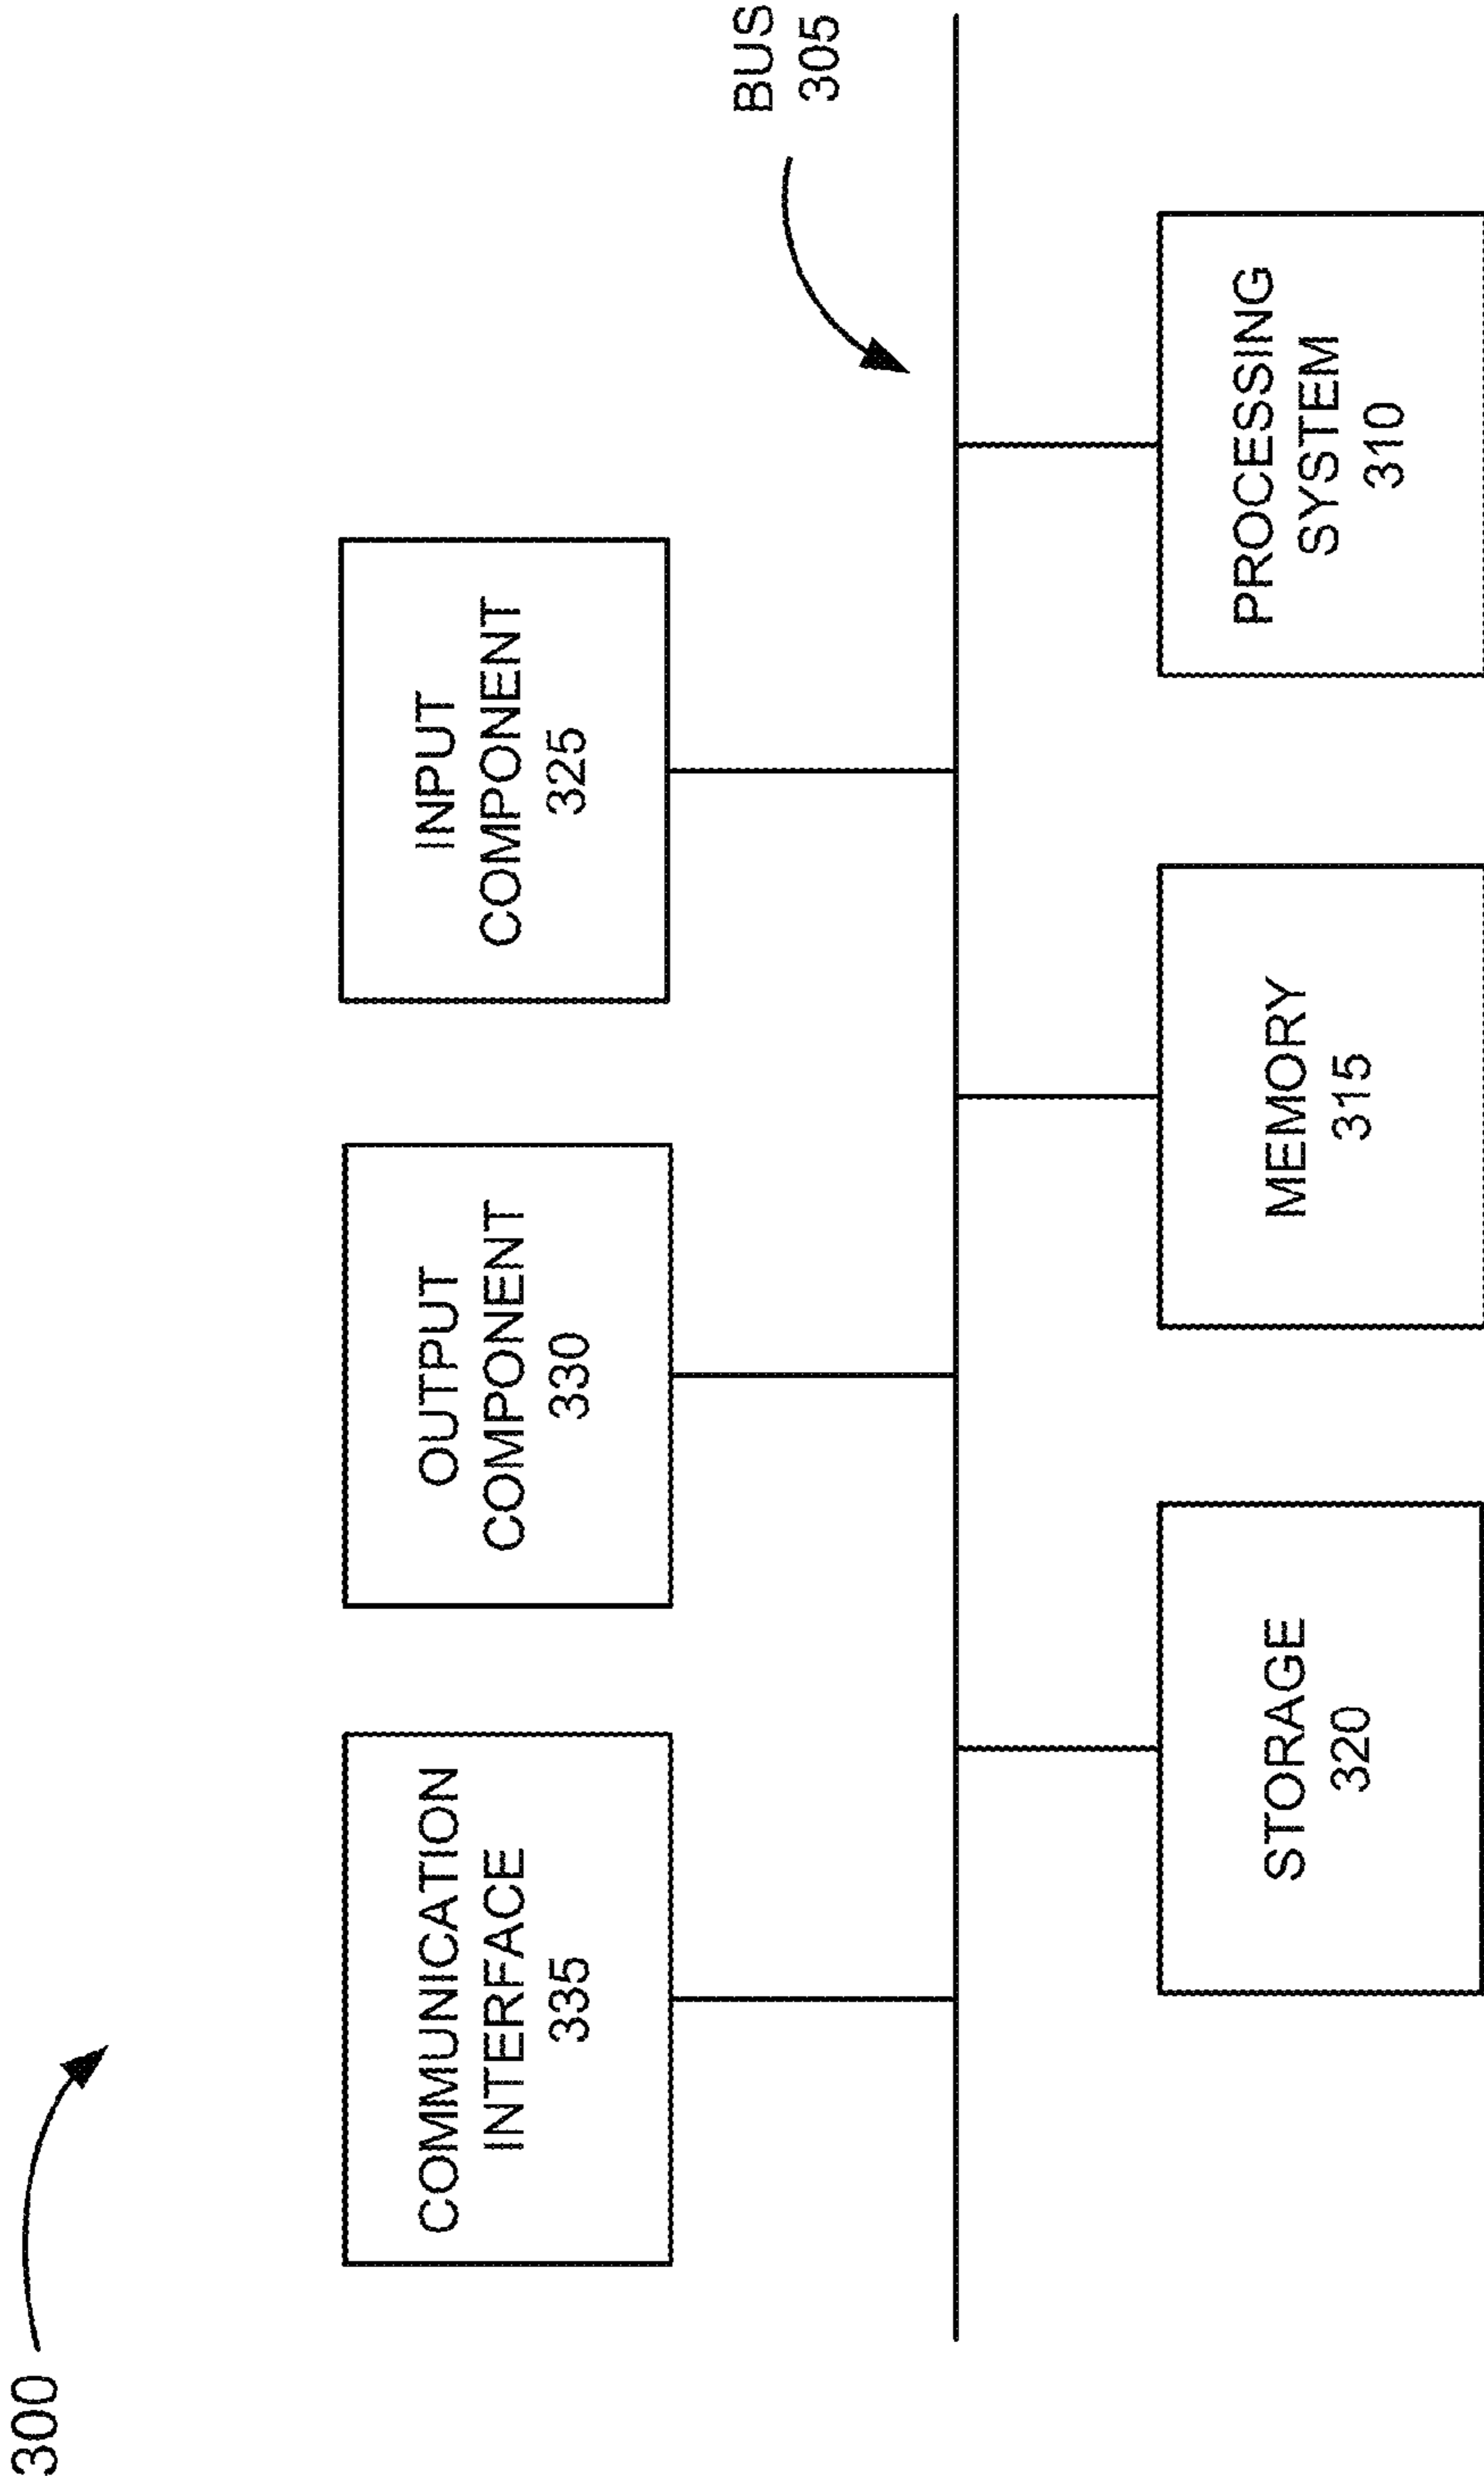 300
COMMUNICATION
INTERFACE
335
OUTPUT
COMPONENT
330
INPUT
COMPONENT
325
BUS
305
STORAGE
320
MEMORY
315
PROCESSING
SYSTEM
310